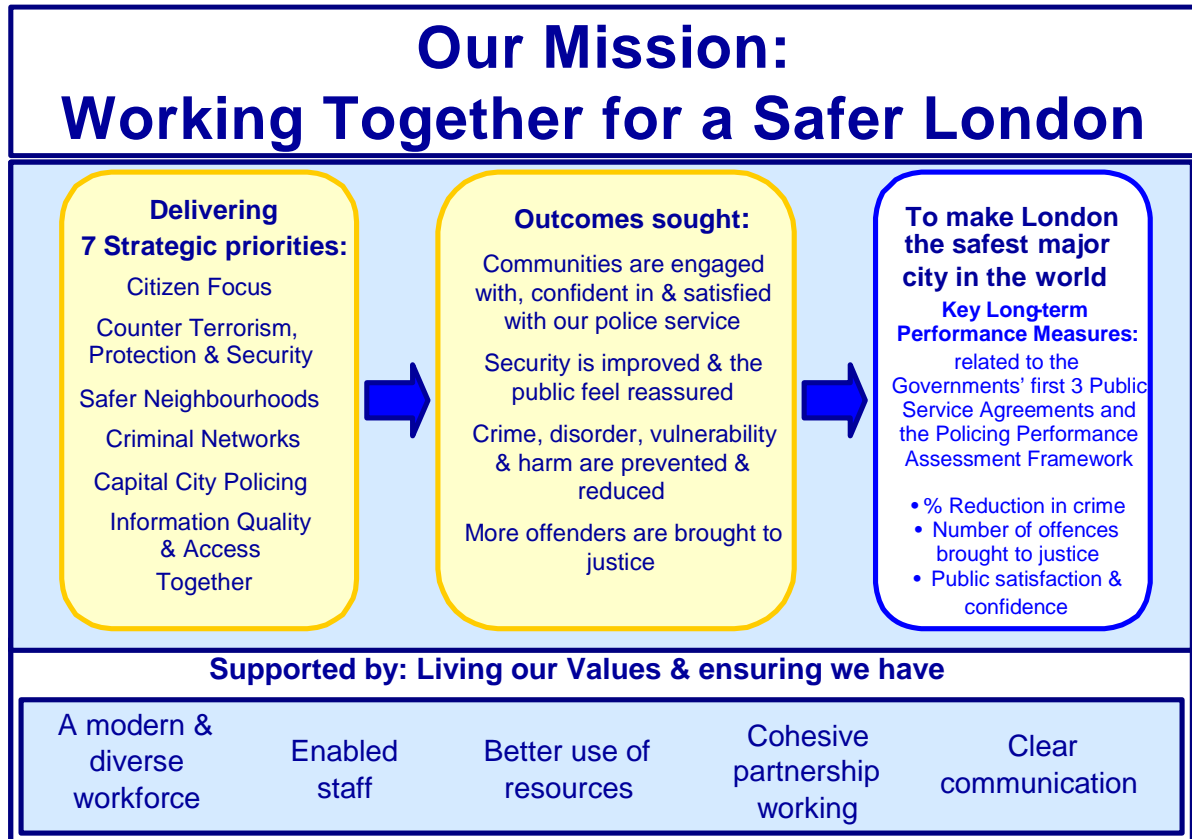 Our Mission:
Working Together for a Safer London
Delivering
7 Strategic priorities:
Citizen Focus
Counter Terrorism,
Protection & Security
Safer Neighbourhoods
Criminal Networks
Capital City Policing
Information Quality
& Access
Together
Outcomes sought:
Communities are engaged
with, confident in & satisfied
with our police service
Security is improved & the
public feel reassured
Crime, disorder, vulnerability
& harm are prevented &
reduced
More offenders are brought to
justice
To make London
the safest major
city in the world
Key Long-term
Performance Measures:
related to the
Governments' first 3 Public
Service Agreements and
the Policing Performance
Assessment Framework
• % Reduction in crime
• Number of offences
brought to justice
• Public satisfaction &
confidence
Supported by: Living our Values & ensuring we have
A modern &
diverse
workforce
Enabled
staff
Better use of
resources
Cohesive
partnership
working
Clear
communication